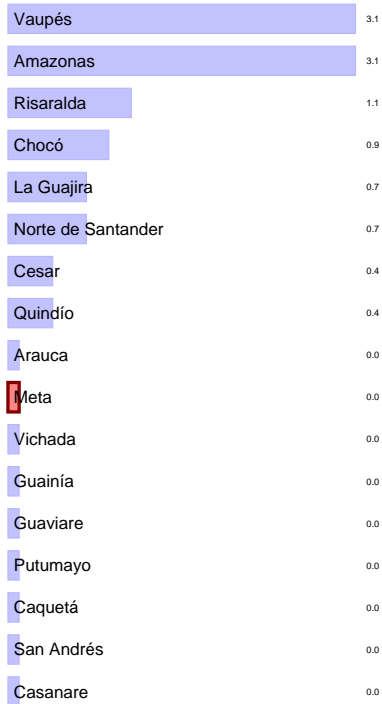 Vaupés 3.1
Amazonas 3.1
Risaralda 1.1
Chocó 0.9
La Guajira 0.7
Norte de Santander 0.7
Cesar 0.4
Quindío 0.4
Arauca 0.0
Meta 0.0
Vichada 0.0
Guainía 0.0
Guaviare 0.0
Putumayo 0.0
Caquetá 0.0
San Andrés 0.0
Casanare 0.0